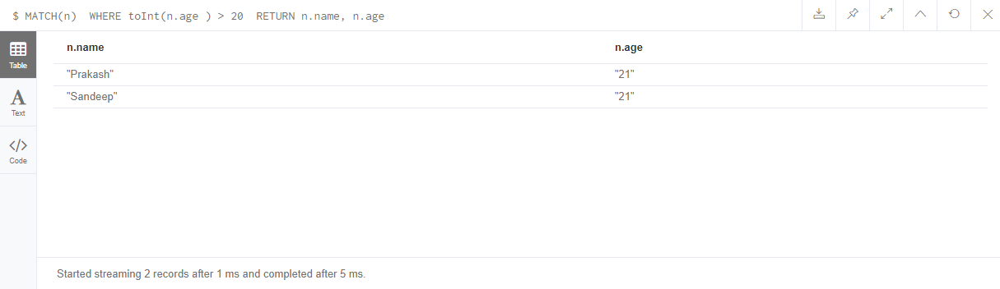 $ MATCH(n)  WHERE toInt(n.age ) > 20  RETURN n.name, n.age
Table
Text
Code
n.name n.age
"Prakash" "21"
"Sandeep" "21"
Started streaming 2 records after 1 ms and completed after 5 ms.